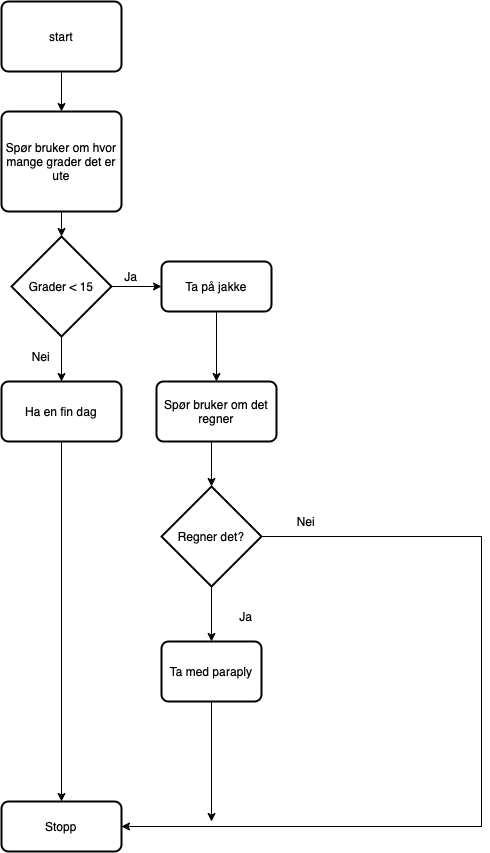 start
Spør bruker om hvor
mange grader det er
ute
Grader < 15
Ja
Ta på jakke
Nei
Ha en fin dag
Spør bruker om det
regner
Regner det?
Nei
Ja
Ta med paraply
Stopp